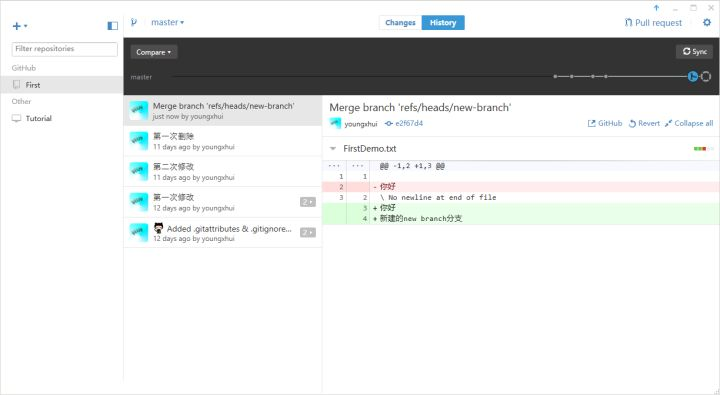 master
Changes
History
Pull request
Filter repositories
GitHub
First
Other
Tutorial
Compare
Sync
master
Merge branch 'refs/heads/new-branch'
just now by youngxhui
第一次删除
11 days ago by youngxhui
第二次修改
11 days ago by youngxhui
第一次修改
12 days ago by youngxhui
2
Added .gitattributes & .gitignore...
12 days ago by youngxhui
2
Merge branch 'refs/heads/new-branch'
youngxhui
e2f67d4
GitHub
Revert
Collapse all
FirstDemo.txt
... ... @@ -1,2 +1,3 @@
1 1
2 - 你好
3 2 \ No newline at end of file
3 + 你好
4 + 新建的new branch分支